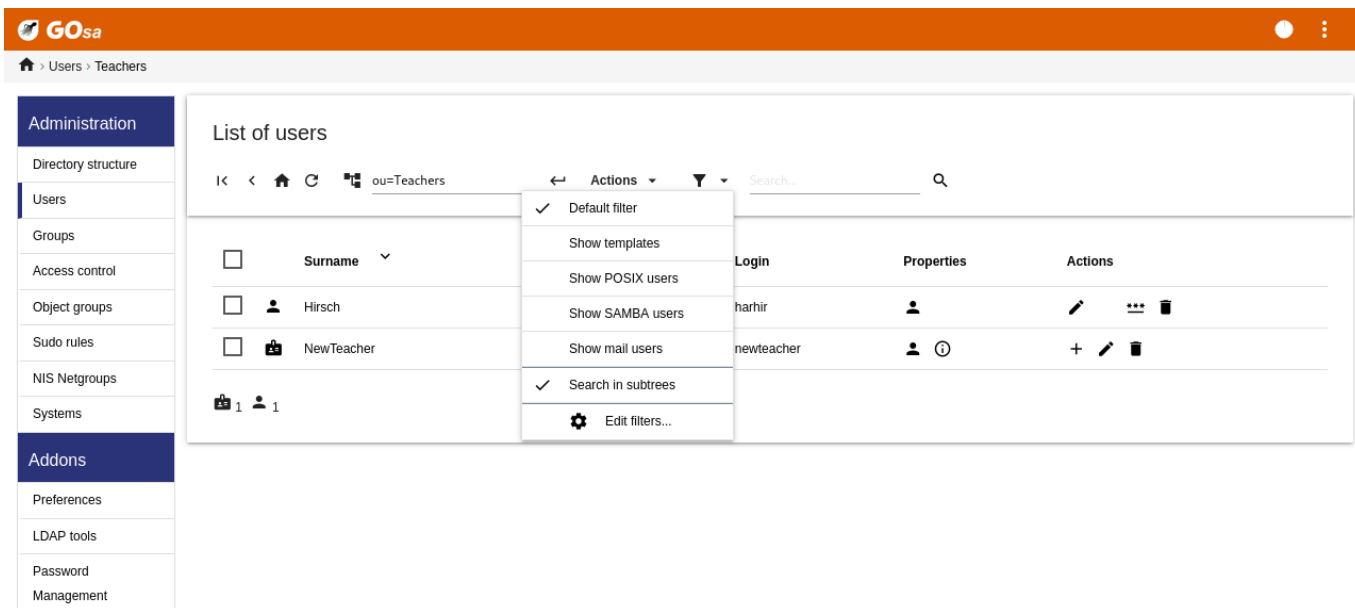 GOsa
› Users › Teachers
Administration
Directory structure
Users
Groups
Access control
Object groups
Sudo rules
NIS Netgroups
Systems
Addons
Preferences
LDAP tools
Password
Management
List of users
ou=Teachers Actions Search...
Default filter
Show templates
Show POSIX users
Show SAMBA users
Show mail users
Search in subtrees
Edit filters...
Surname Login Properties Actions
Hirsch harhir
NewTeacher newteacher
1 1